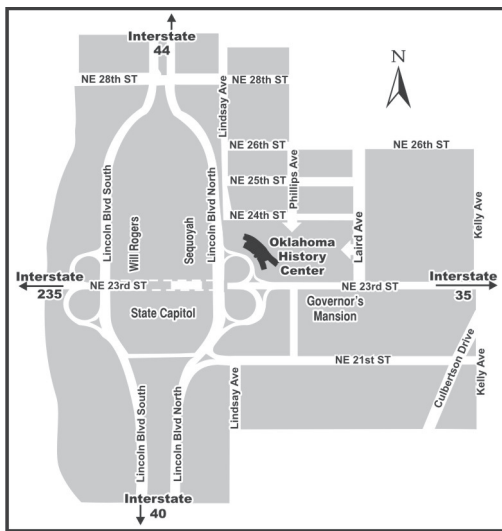 Interstate
44
N
NE 28th ST
NE 28th ST
Lindsay Ave
NE 26th ST
NE 26th ST
Phillips Ave
NE 25th ST
NE 24th ST
Lincoln Blvd South
Will Rogers
Sequoyah
Lincoln Blvd North
Oklahoma
History
Center
Laird Ave
Kelly Ave
Interstate
235
NE 23rd ST
NE 23rd ST
Interstate
35
State Capitol
Governor's
Mansion
NE 21st ST
Culbertson Drive
Kelly Ave
Lincoln Blvd South
Lincoln Blvd North
Lindsay Ave
Interstate
40